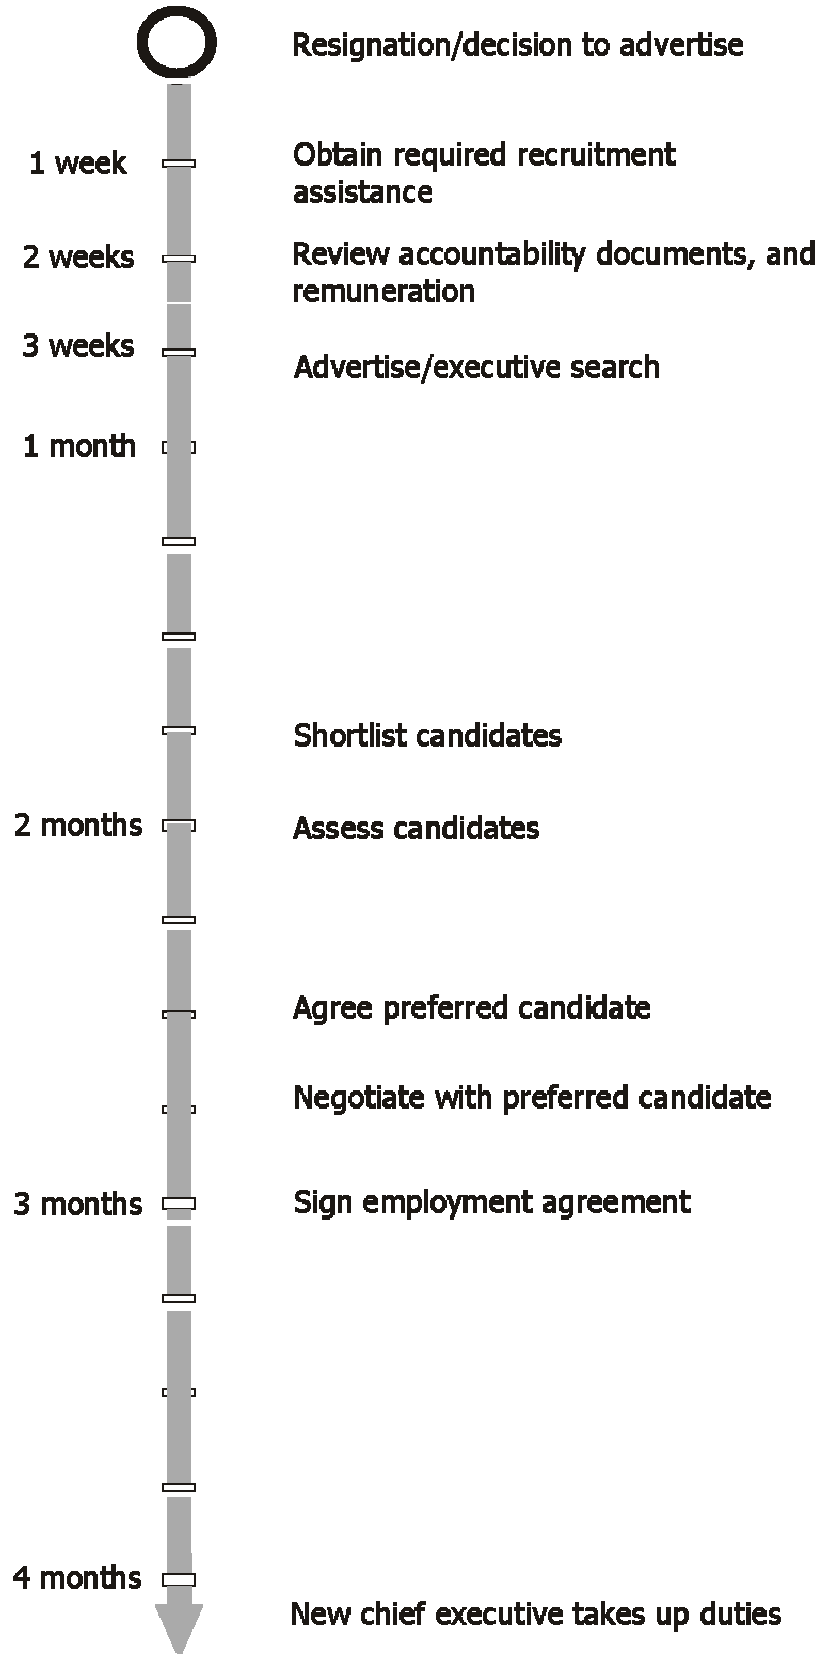 Resignation/decision to advertise
1 week
Obtain required recruitment
assistance
2 weeks
Review accountability documents, and
remuneration
3 weeks
Advertise/executive search
1 month
Shortlist candidates
2 months
Assess candidates
Agree preferred candidate
Negotiate with preferred candidate
3 months
Sign employment agreement
4 months
New chief executive takes up duties